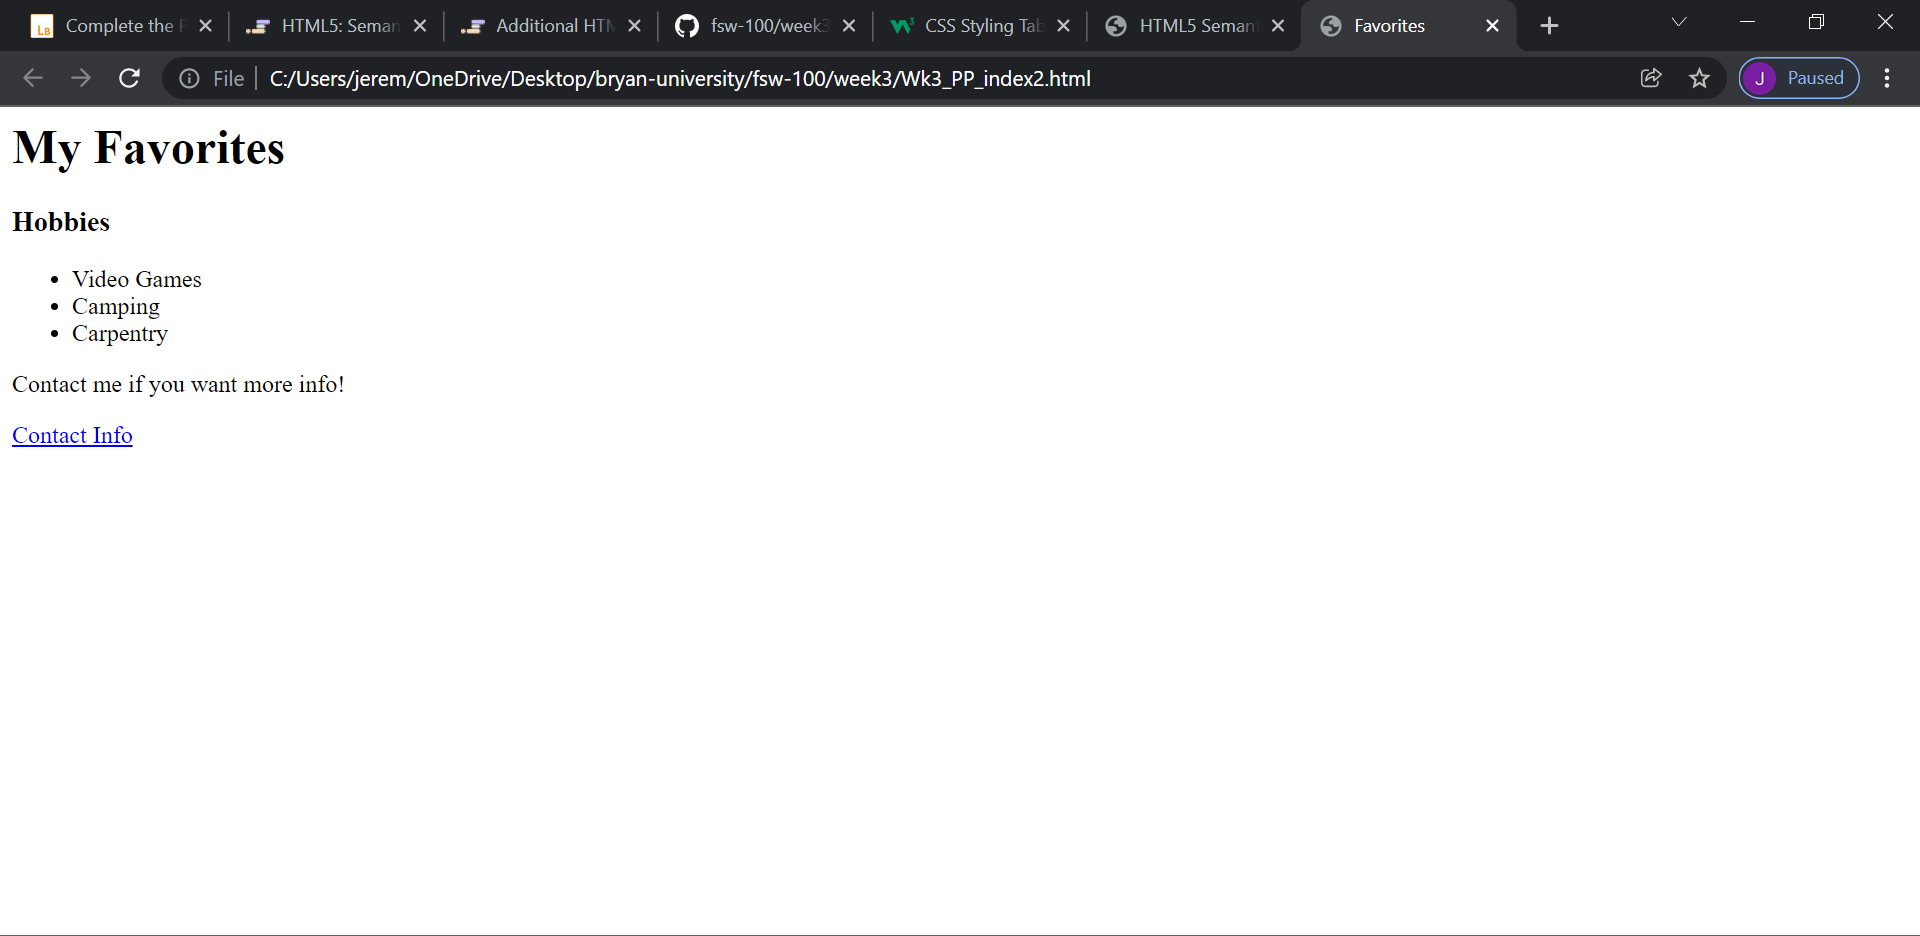 LB Complete the
HTML5: Seman
Additional HTM
fsw-100/week3
CSS Styling Tab
HTML5 Seman
Favorites
File C:/Users/jerem/OneDrive/Desktop/bryan-university/fsw-100/week3/Wk3_PP_index2.html
J Paused
My Favorites
Hobbies
• Video Games
• Camping
• Carpentry
Contact me if you want more info!
Contact Info